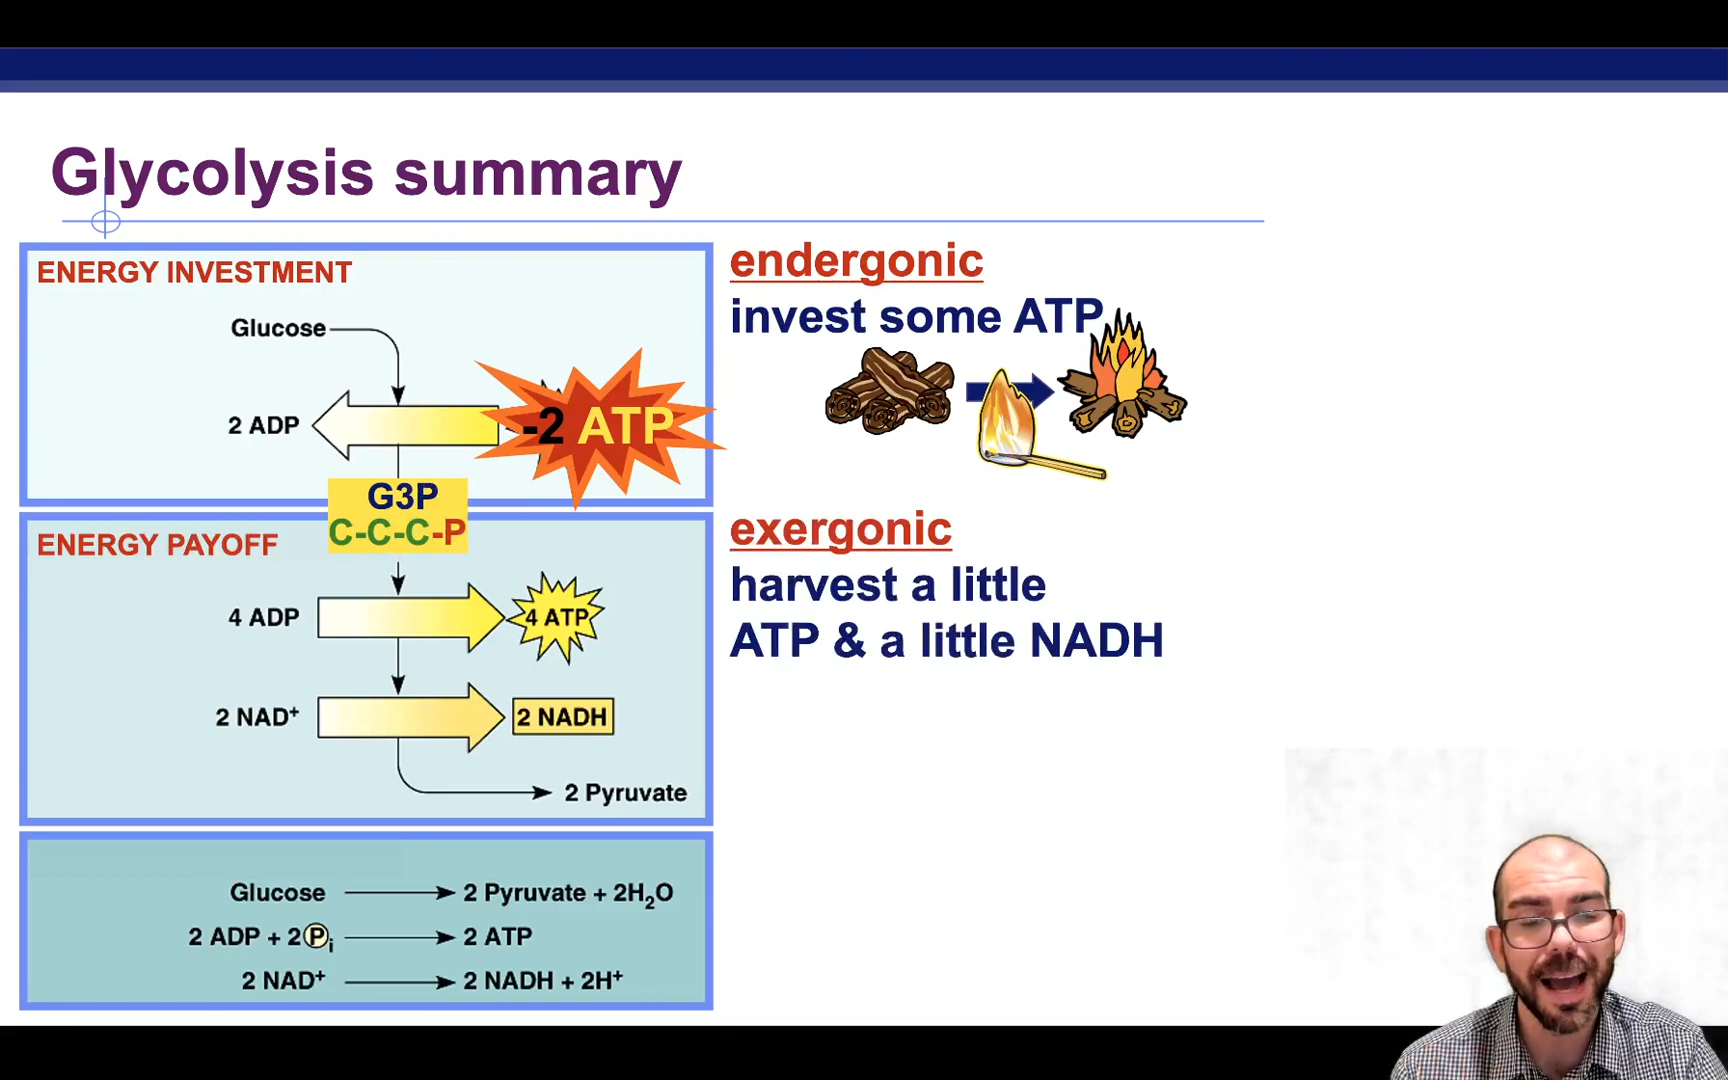 Glycolysis summary
ENERGY INVESTMENT
Glucose
2 ADP
-2 ATP
G3P
C-C-C-P
endergonic
invest some ATP
ENERGY PAYOFF
4 ADP
4 ATP
2 NAD⁺
2 NADH
2 Pyruvate
exergonic
harvest a little
ATP & a little NADH
Glucose → 2 Pyruvate + 2H₂O
2 ADP + 2Pᵢ → 2 ATP
2 NAD⁺ → 2 NADH + 2H⁺